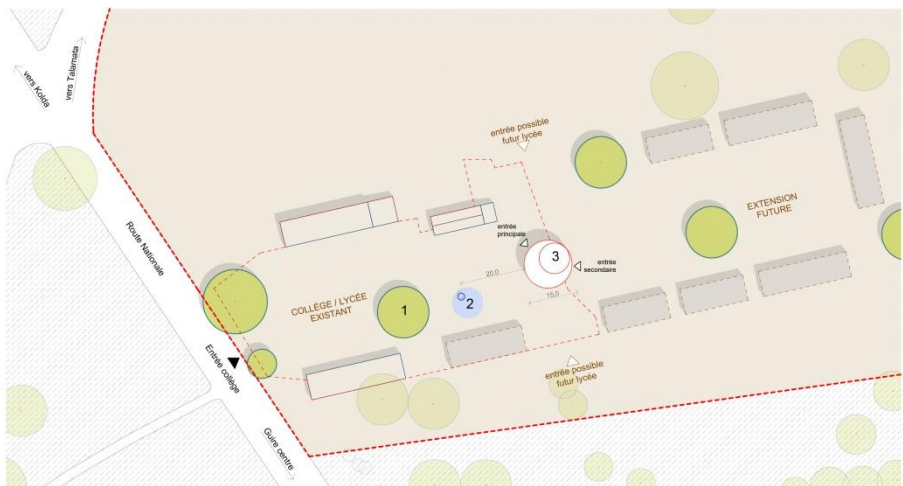 vers Kolda
vers Talamata
entrée possible
futur lycée
EXTENSION
FUTURE
entrée
principale
3
entrée
secondaire
Route Nationale
20,0
15,0
COLLÈGE / LYCÉE
EXISTANT
1
2
Entrée collège
entrée possible
futur lycée
Guire centre